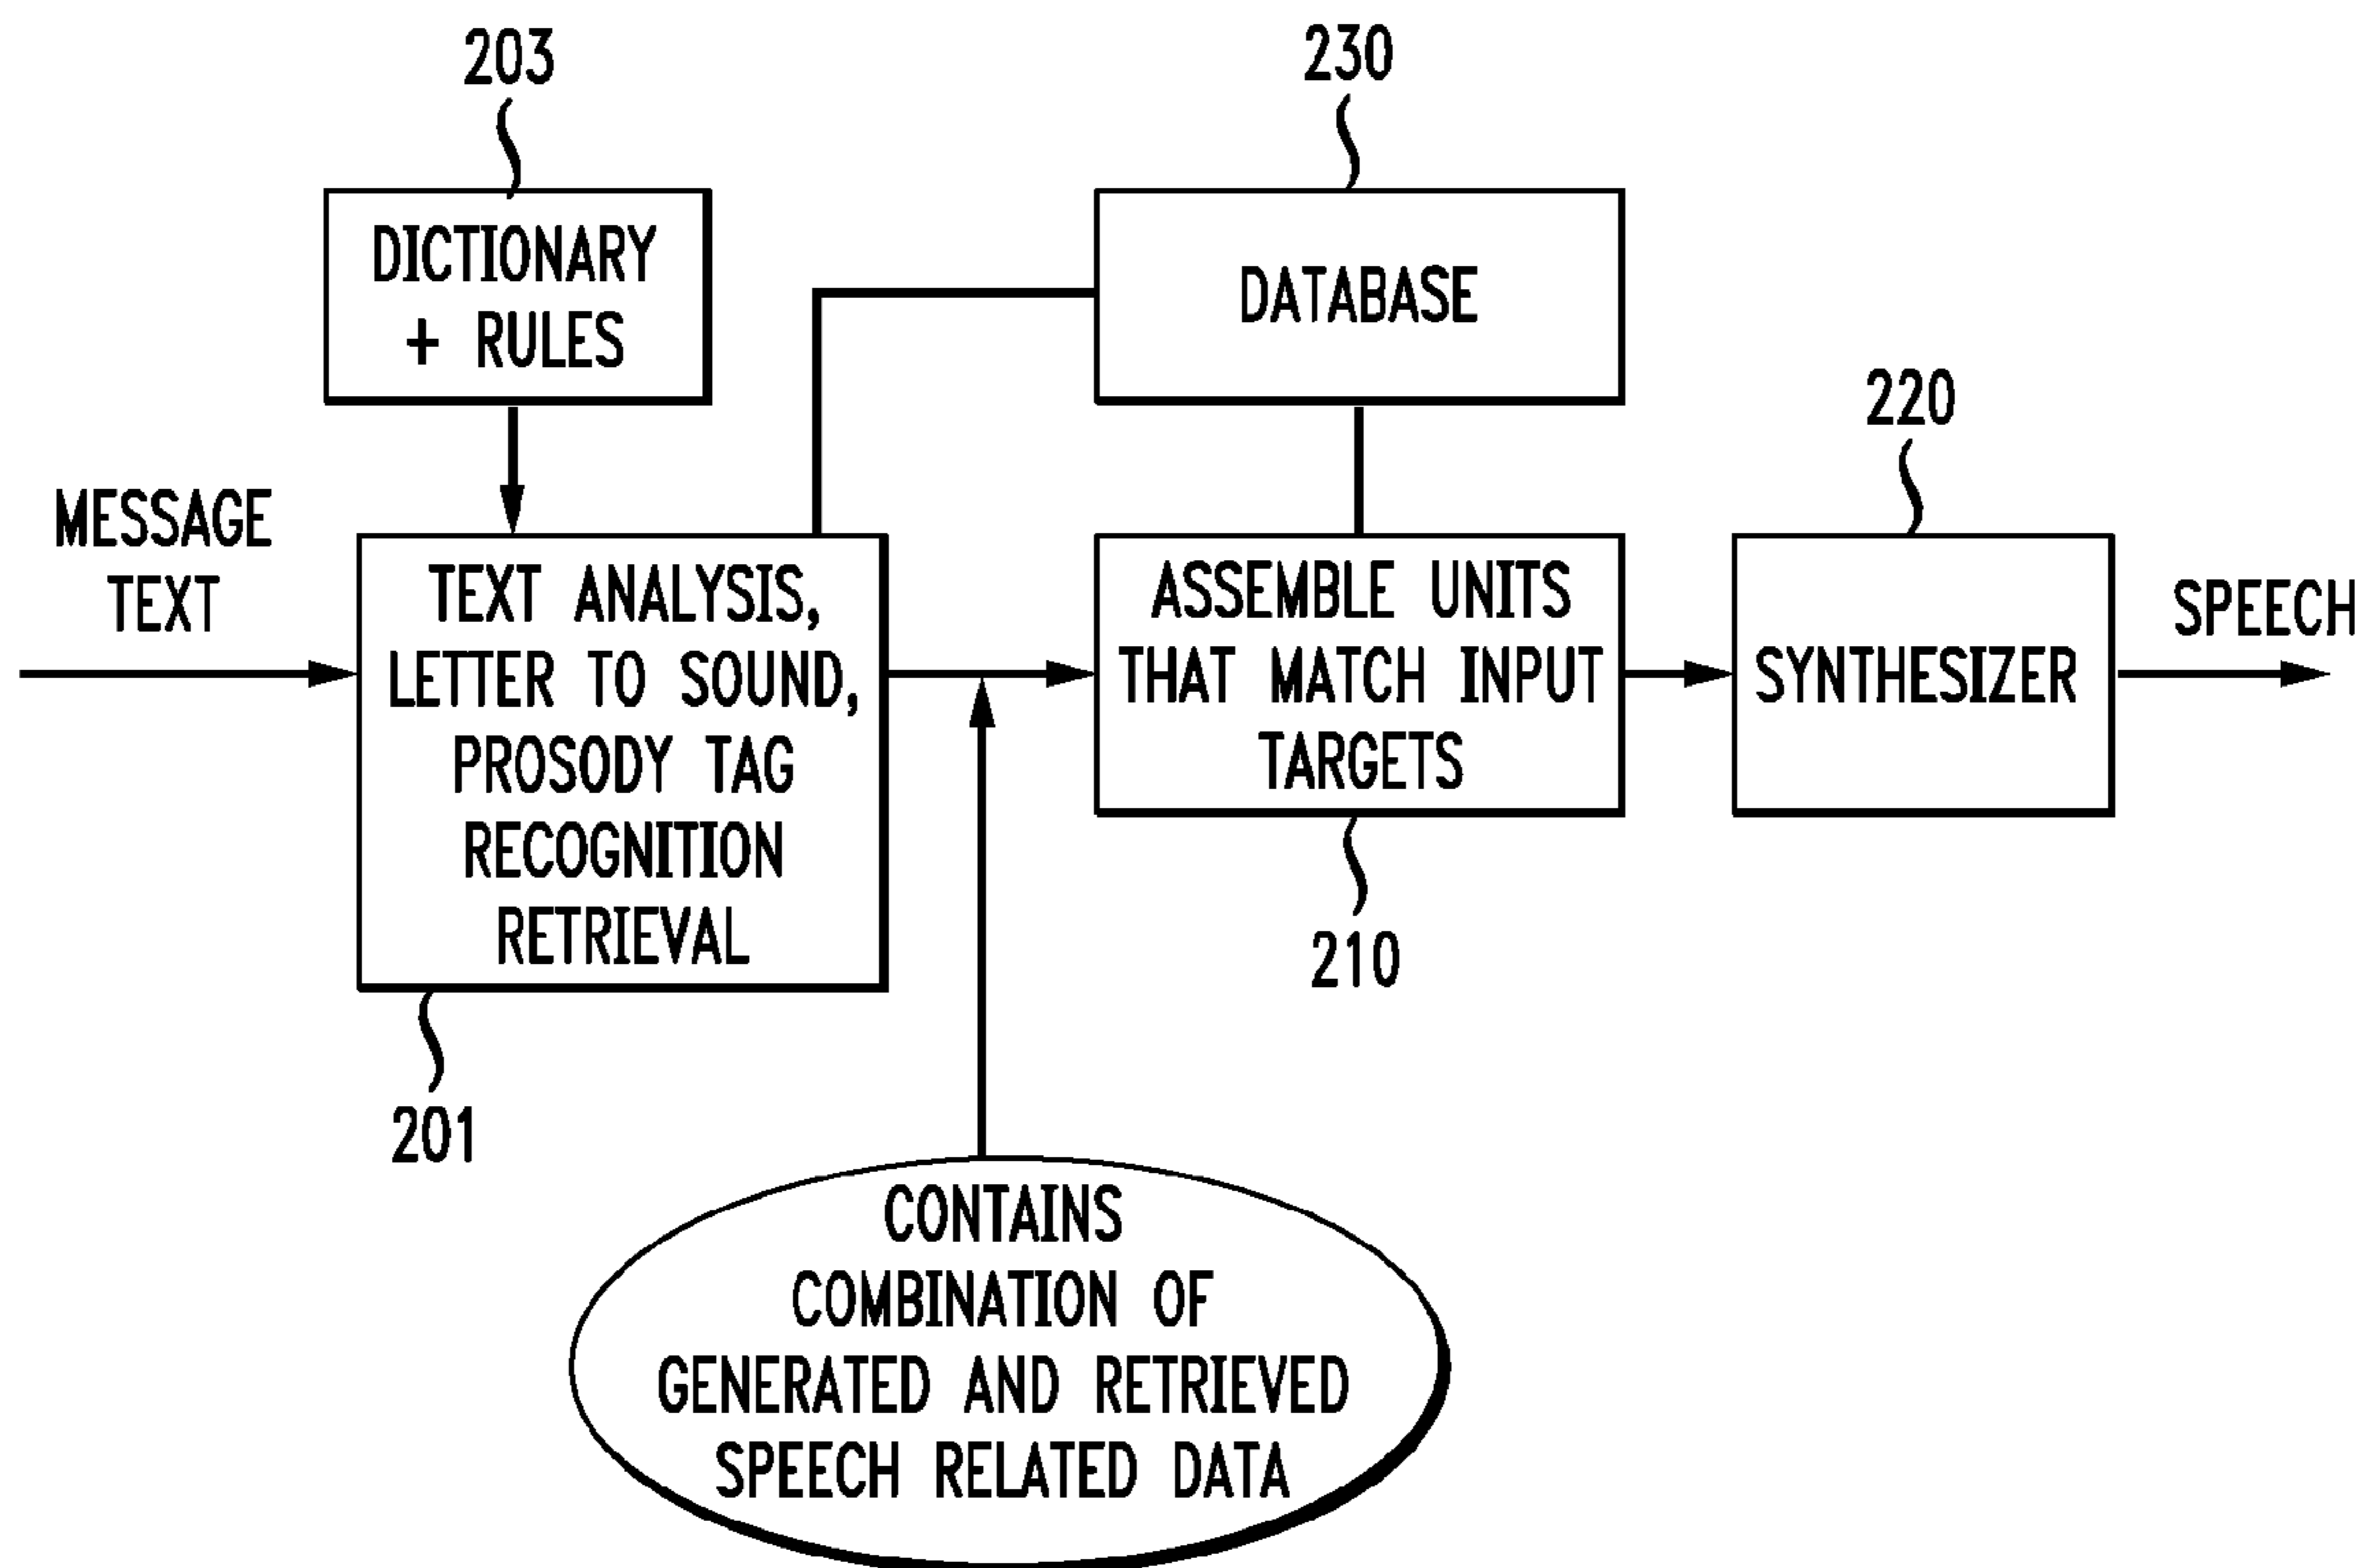 203
230
DICTIONARY
+ RULES
DATABASE
220
MESSAGE
TEXT
TEXT ANALYSIS,
LETTER TO SOUND,
PROSODY TAG
RECOGNITION
RETRIEVAL
ASSEMBLE UNITS
THAT MATCH INPUT
TARGETS
SYNTHESIZER
SPEECH
210
201
CONTAINS
COMBINATION OF
GENERATED AND RETRIEVED
SPEECH RELATED DATA